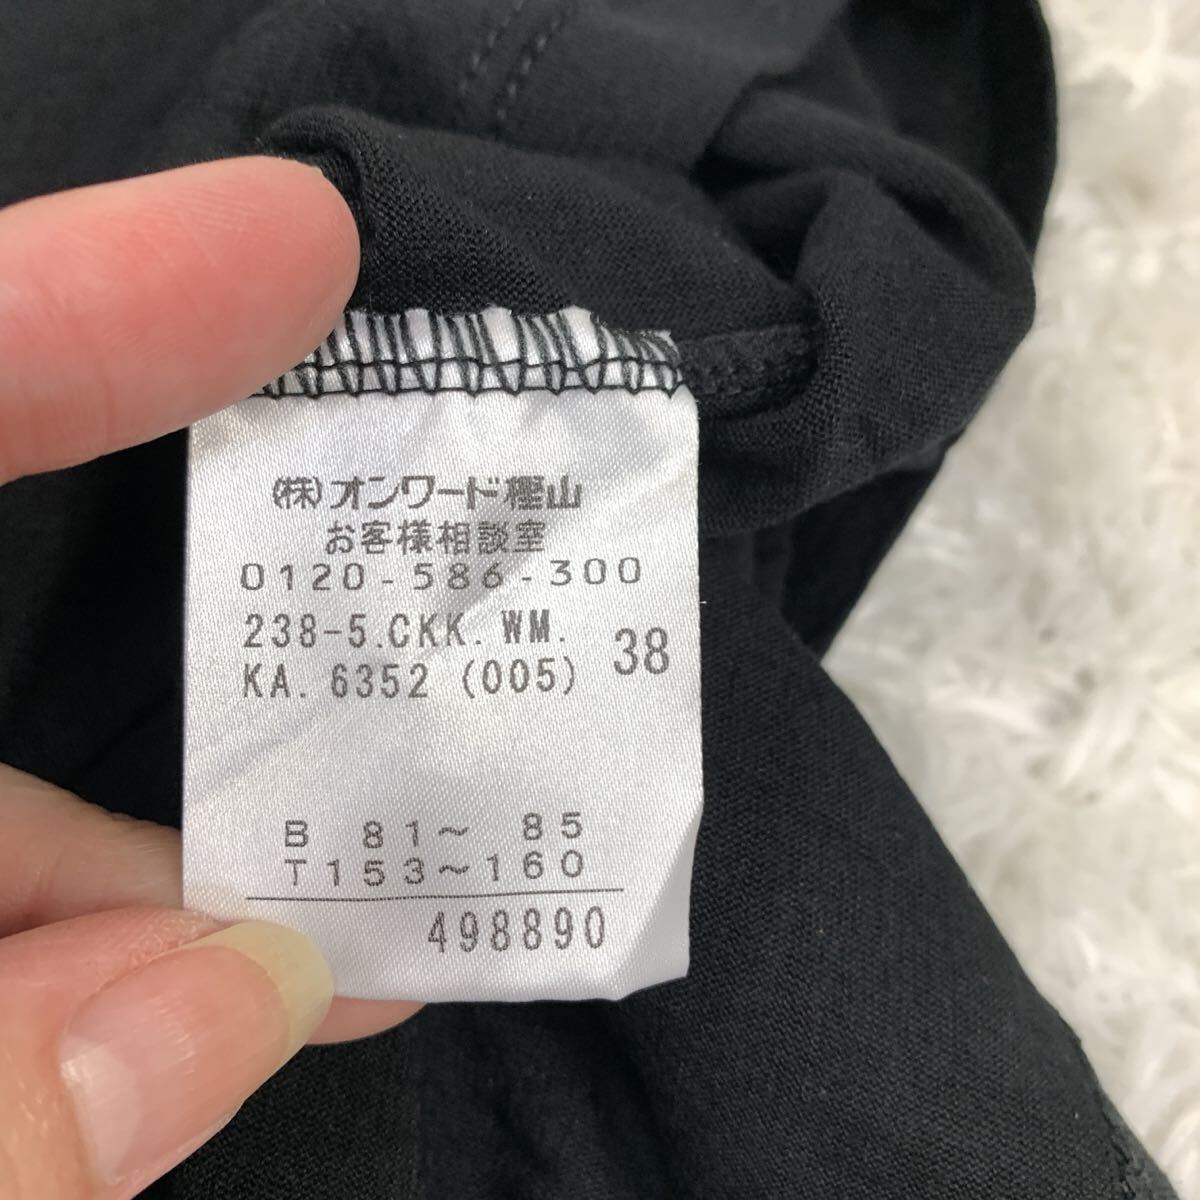 (株)オンワード樫山
お客様相談室
0120-586-300
238-5.CKK.WM.
KA.6352 (005) 38
B 81~ 85
T153~160
498890